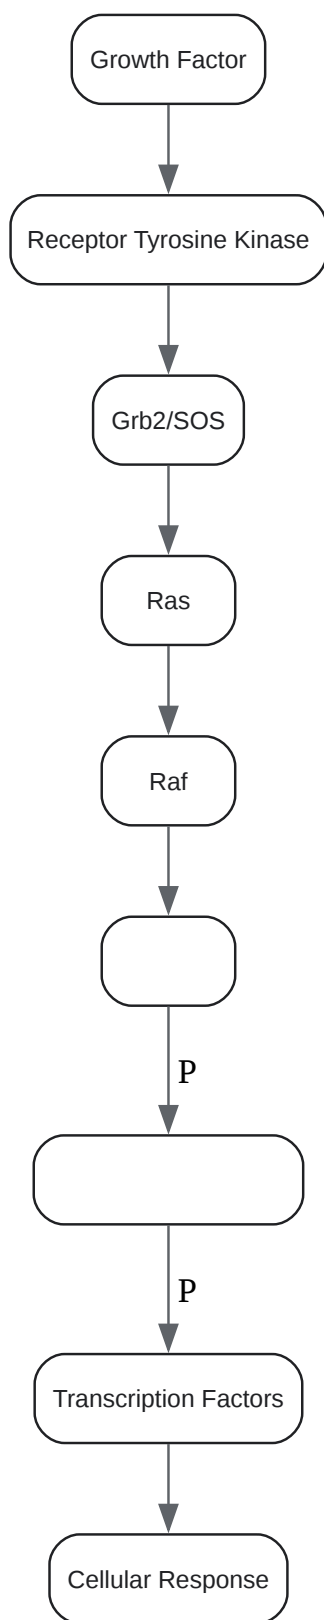 Growth Factor
Receptor Tyrosine Kinase
Grb2/SOS
Ras
Raf
P
P
Transcription Factors
Cellular Response